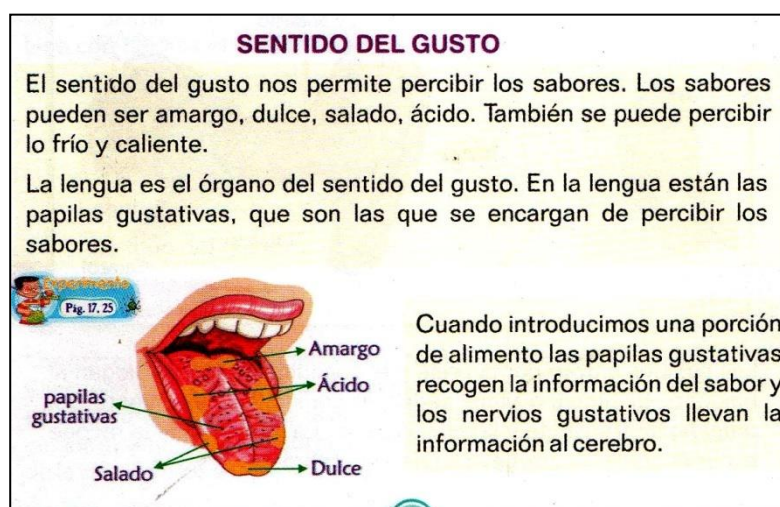 SENTIDO DEL GUSTO
El sentido del gusto nos permite percibir los sabores. Los sabores
pueden ser amargo, dulce, salado, ácido. También se puede percibir
lo frío y caliente.
La lengua es el órgano del sentido del gusto. En la lengua están las
papilas gustativas, que son las que se encargan de percibir los
sabores.
Experimento
Pág. 17, 25
Amargo
Ácido
papilas
gustativas
Salado
Dulce
Cuando introducimos una porción
de alimento las papilas gustativas
recogen la información del sabor y
los nervios gustativos llevan la
información al cerebro.